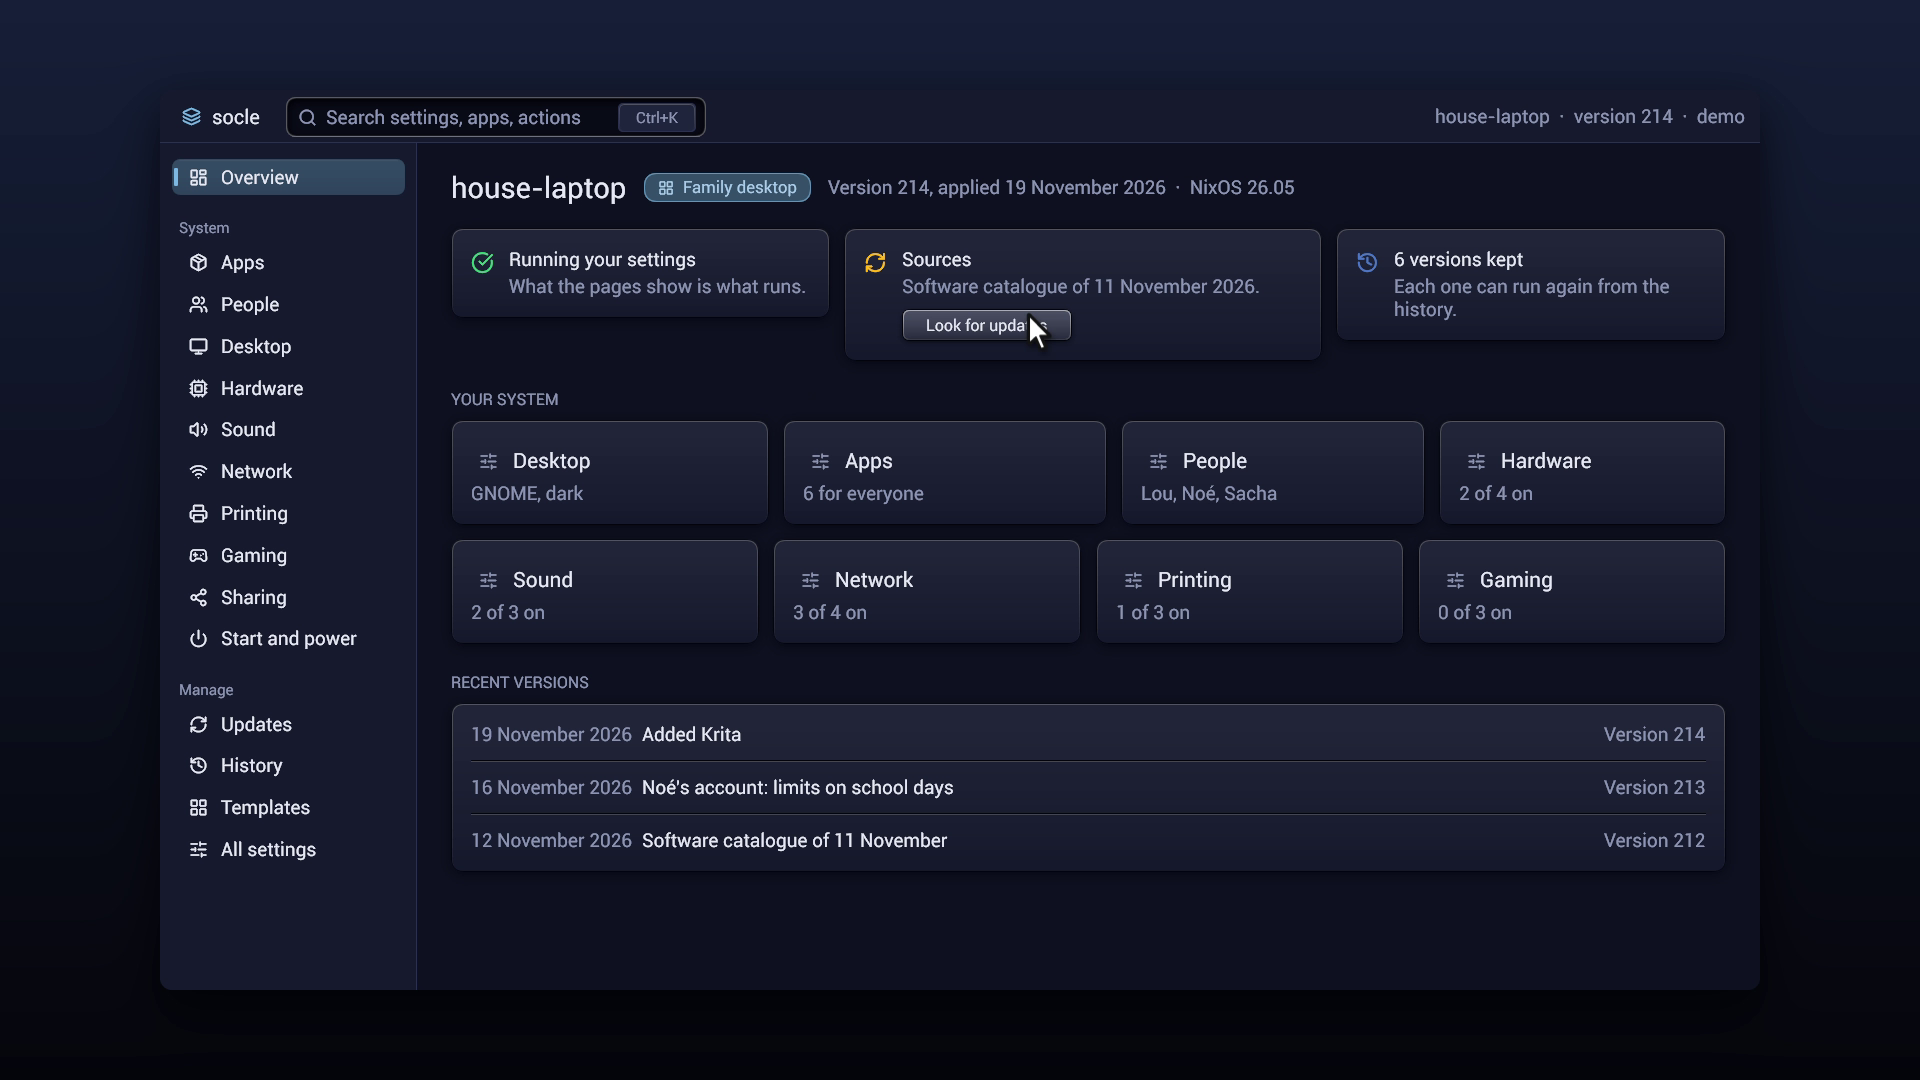 socle
Search settings, apps, actions
Ctrl+K
house-laptop · version 214 · demo
Overview
System
Apps
People
Desktop
Hardware
Sound
Network
Printing
Gaming
Sharing
Start and power
Manage
Updates
History
Templates
All settings
house-laptop
Family desktop
Version 214, applied 19 November 2026 · NixOS 26.05
Running your settings
What the pages show is what runs.
Sources
Software catalogue of 11 November 2026.
Look for
6 versions kept
Each one can run again from the
history.
YOUR SYSTEM
Desktop
GNOME, dark
Apps
6 for everyone
People
Lou, Noé, Sacha
Hardware
2 of 4 on
Sound
2 of 3 on
Network
3 of 4 on
Printing
1 of 3 on
Gaming
0 of 3 on
RECENT VERSIONS
19 November 2026 Added Krita Version 214
16 November 2026 Noé's account: limits on school days Version 213
12 November 2026 Software catalogue of 11 November Version 212